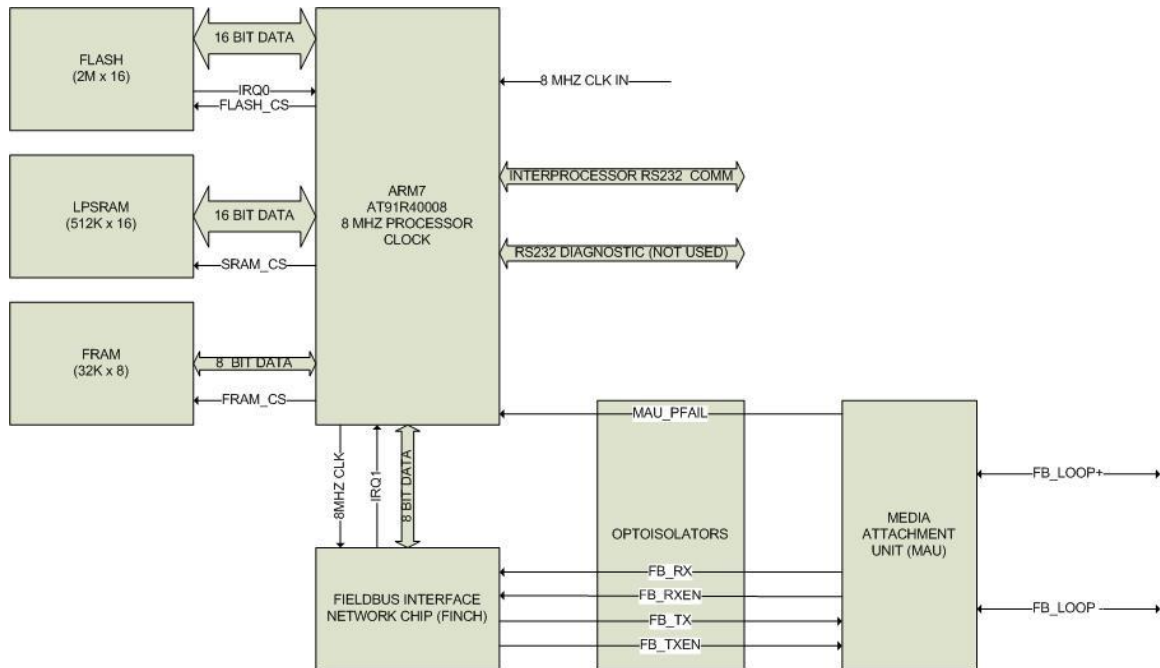 16 BIT DATA
FLASH
(2M x 16)
IRQ0
FLASH_CS
8 MHZ CLK IN
LPSRAM
(512K x 16)
16 BIT DATA
SRAM_CS
ARM7
AT91R40008
8 MHZ PROCESSOR
CLOCK
INTERPROCESSOR RS232 COMM
RS232 DIAGNOSTIC (NOT USED)
FRAM
(32K x 8)
8 BIT DATA
FRAM_CS
MAU_PFAIL
8MHZ CLK
IRQ1
8 BIT DATA
OPTOISOLATORS
MEDIA
ATTACHMENT
UNIT (MAU)
FB_LOOP+
FB_LOOP -
FIELDBUS INTERFACE
NETWORK CHIP (FINCH)
FB_RX
FB_RXEN
FB_TX
FB_TXEN